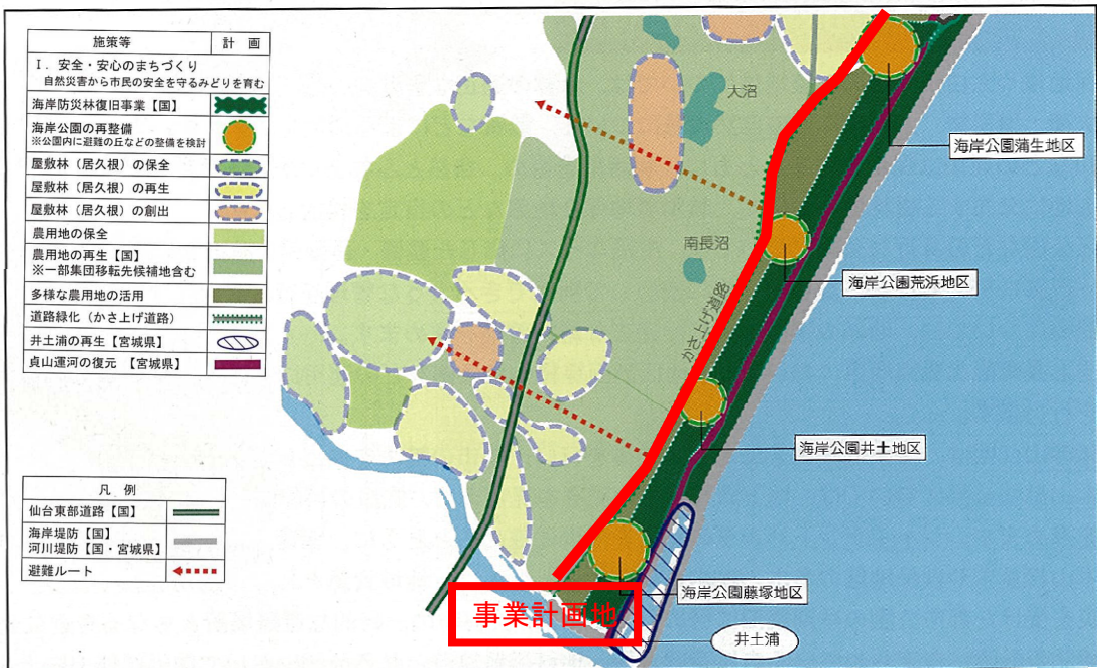 施策等 計 画
Ⅰ．安全・安心のまちづくり
自然災害から市民の安全を守るみどりを育む
海岸防災林復旧事業【国】
海岸公園の再整備
※公園内に避難の丘などの整備を検討
屋敷林（居久根）の保全
屋敷林（居久根）の再生
屋敷林（居久根）の創出
農用地の保全
農用地の再生【国】
※一部集団移転先候補地含む
多様な農用地の活用
道路緑化（かさ上げ道路）
井土浦の再生【宮城県】
貞山運河の復元 【宮城県】
凡 例
仙台東部道路【国】
海岸堤防【国】
河川堤防【国・宮城県】
避難ルート
大沼
南長沼
かさ上げ道路
海岸公園蒲生地区
海岸公園荒浜地区
海岸公園井土地区
海岸公園藤塚地区
井土浦
事業計画地